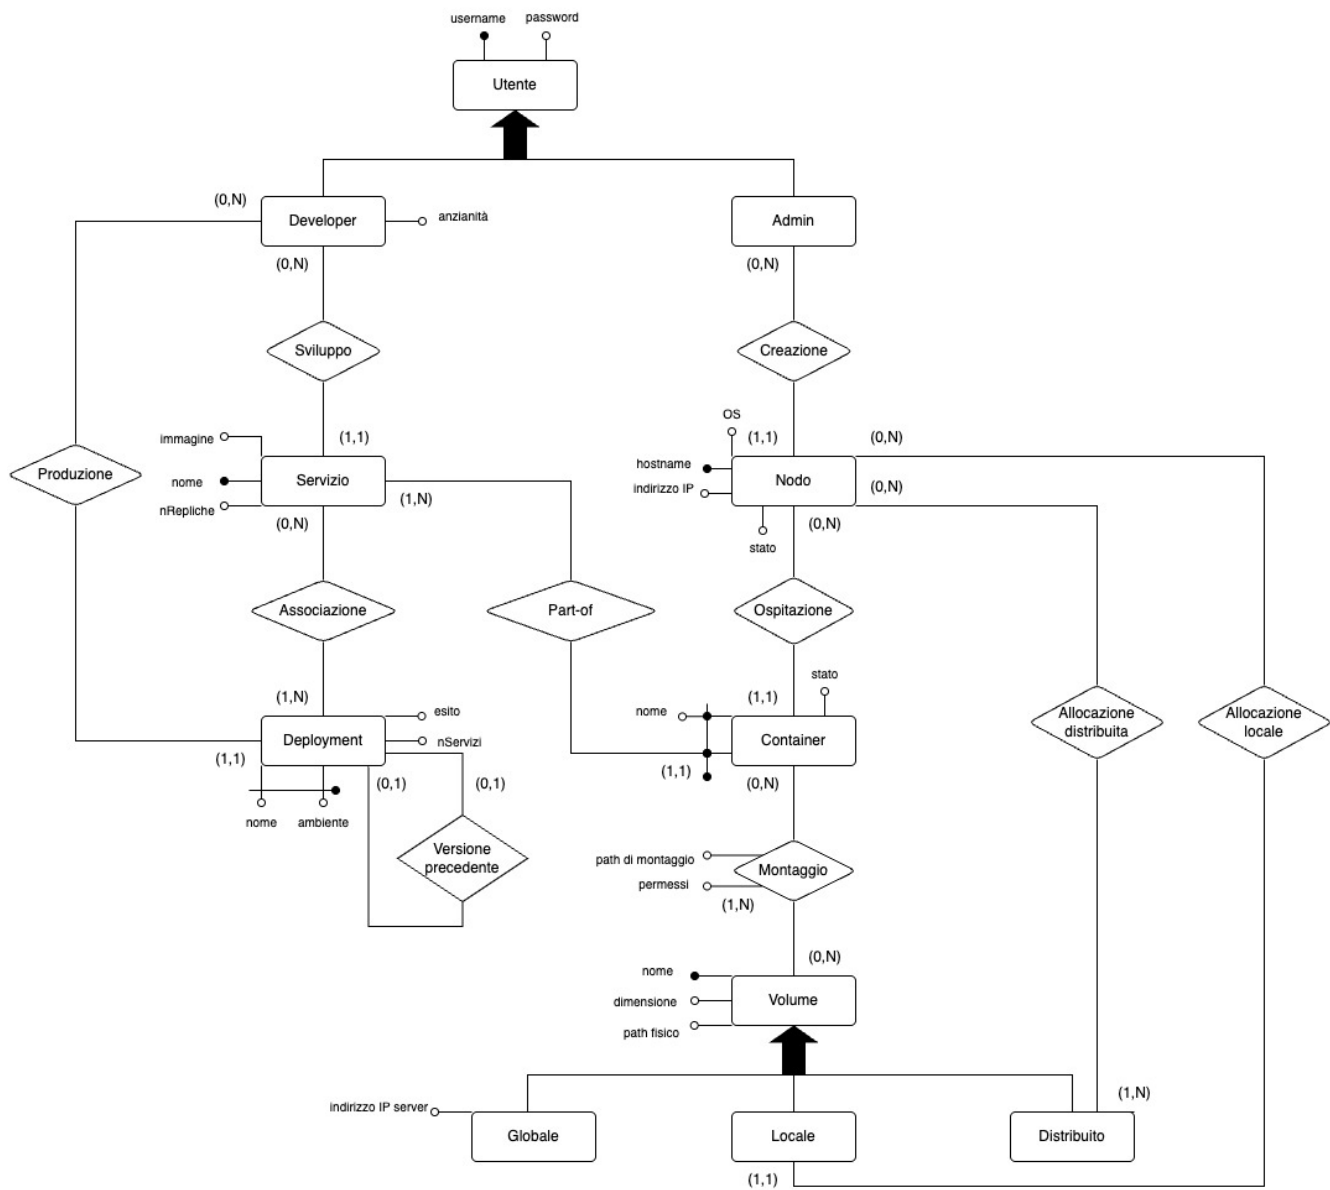 username
password
Utente
(0,N)
Developer
anzianità
Admin
(0,N)
(0,N)
Sviluppo
Creazione
OS
immagine
(1,1)
(1,1)
(0,N)
Produzione
nome
Servizio
(1,N)
hostname
indirizzo IP
Nodo
(0,N)
nRepliche
(0,N)
(0,N)
stato
Associazione
Part-of
Ospitazione
stato
(1,N)
(1,1)
esito
nome
Deployment
nServizi
Container
Allocazione
distribuita
Allocazione
locale
(1,1)
(0,1)
(0,1)
(1,1)
(0,N)
nome
ambiente
Versione
precedente
path di montaggio
Montaggio
permessi
(1,N)
(0,N)
nome
dimensione
Volume
path fisico
indirizzo IP server
(1,N)
Globale
Locale
Distribuito
(1,1)